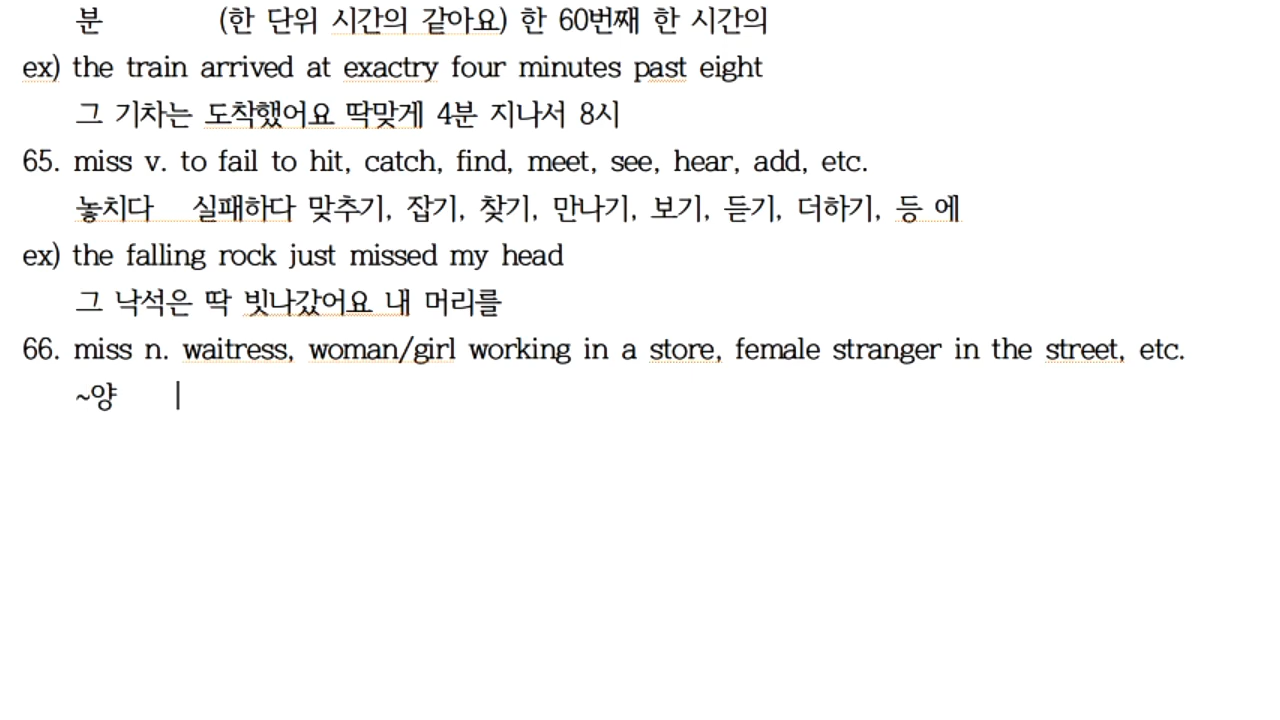 분 (한 단위 시간의 같아요) 한 60번째 한 시간의
ex) the train arrived at exactry four minutes past eight
그 기차는 도착했어요 딱맞게 4분 지나서 8시
65. miss v. to fail to hit, catch, find, meet, see, hear, add, etc.
놓치다 실패하다 맞추기, 잡기, 찾기, 만나기, 보기, 듣기, 더하기, 등 에
ex) the falling rock just missed my head
그 낙석은 딱 빗나갔어요 내 머리를
66. miss n. waitress, woman/girl working in a store, female stranger in the street, etc.
~양